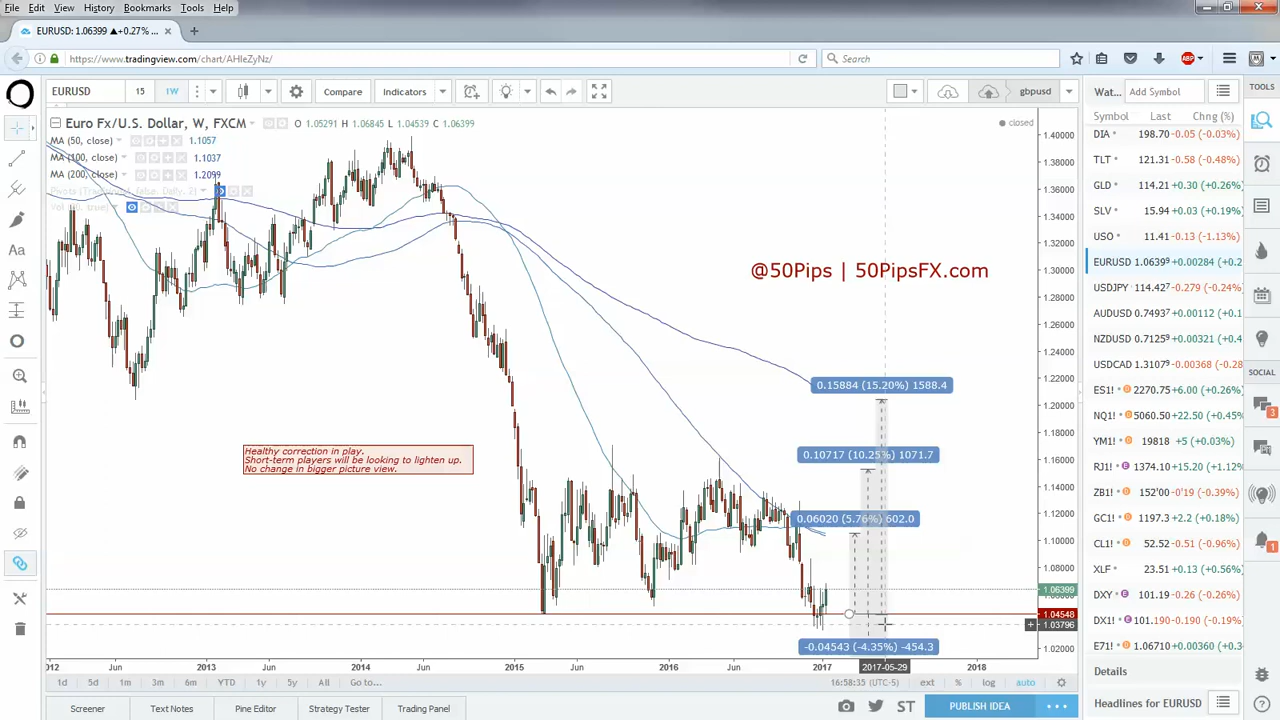 File Edit View History Bookmarks Tools Help
EURUSD: 1.06399 ▲+0.27% ×
https://www.tradingview.com/chart/AHIeZyNz/
Search
ABP
EURUSD 15 1W Compare Indicators gbpusd
Wat... Add Symbol
TOOLS
Euro Fx/U.S. Dollar, W, FXCM O 1.05291 H 1.06845 L 1.04539 C 1.06399
closed
MA (50, close) 1.1057
MA (100, close) 1.1037
MA (200, close) 1.2099
Symbol Last Chng (%)
DIA 198.70 -0.05 (-0.03%)
TLT 121.31 -0.58 (-0.48%)
GLD 114.21 +0.30 (+0.26%)
SLV 15.94 +0.03 (+0.19%)
USO 11.41 -0.13 (-1.13%)
EURUSD 1.06399 +0.00284 (+0.2
USDJPY 114.427 -0.279 (-0.24%)
AUDUSD 0.74937 +0.00112 (+0.1
NZDUSD 0.71259 +0.00321 (+0.4
USDCAD 1.31079 -0.00368 (-0.28
ES1! D 2270.75 +6.00 (+0.26%)
NQ1! D 5060.50 +22.50 (+0.45%
YM1! D 19818 +5 (+0.03%)
RJ1! E 1374.10 +15.20 (+1.12%
ZB1! D 152'00 -0'19 (-0.39%)
GC1! D 1197.3 +2.2 (+0.18%)
CL1! D 52.52 -0.51 (-0.96%)
XLF 23.51 +0.13 (+0.56%)
DXY 101.19 -0.26 (-0.26%)
DX1! E 101.190 -0.190 (-0.19%)
E71! D 1.06710 +0.00360 (+0.34
SOCIAL
3
1
1.40000
1.38000
1.36000
1.34000
1.32000
1.30000
1.28000
1.26000
1.24000
1.22000
1.20000
1.18000
1.16000
1.14000
1.12000
1.10000
1.08000
1.06399
1.04548
1.03796
1.02000
@50Pips | 50PipsFX.com
0.15884 (15.20%) 1588.4
0.10717 (10.25%) 1071.7
0.06020 (5.76%) 602.0
-0.04543 (-4.35%) -454.3
Healthy correction in play.
Short-term players will be looking to lighten up.
No change in bigger picture view.
2012 Jun 2013 Jun 2014 Jun 2015 Jun 2016 Jun 2017 2017-05-29 2018
1d 5d 1m 3m 6m YTD 1y 5y All Go to... 16:58:35 (UTC-5) ext % log auto
Details
Screener Text Notes Pine Editor Strategy Tester Trading Panel ST PUBLISH IDEA
Headlines for EURUSD